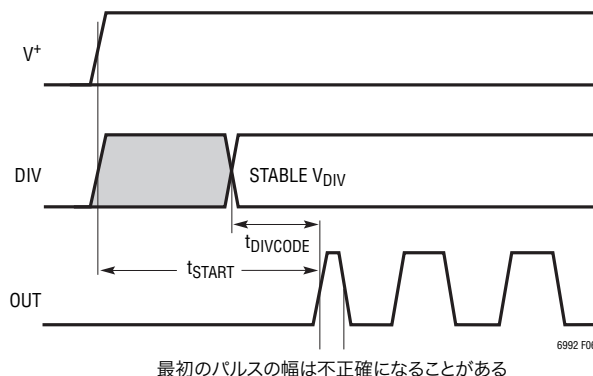 V+
DIV
STABLE VDIV
tDIVCODE
tSTART
OUT
6992 F06
最初のパルスの幅は不正確になることがある